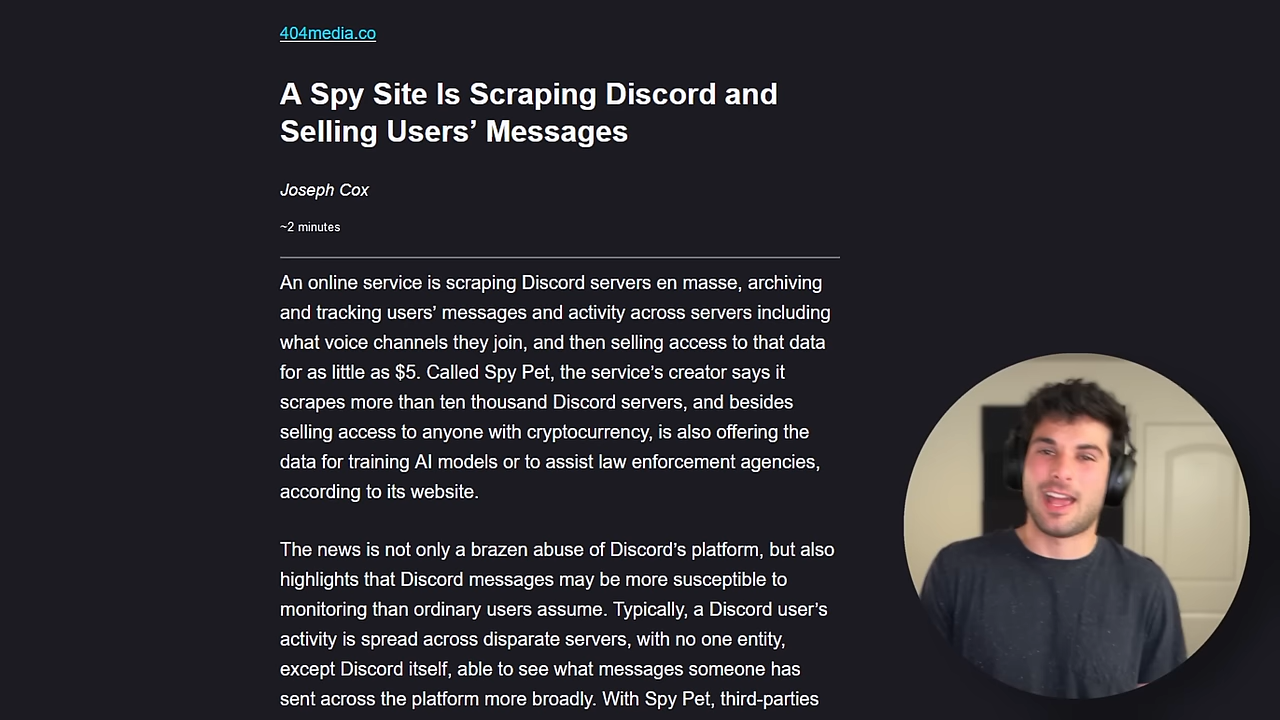 404media.co
A Spy Site Is Scraping Discord and
Selling Users’ Messages
Joseph Cox
~2 minutes
An online service is scraping Discord servers en masse, archiving
and tracking users’ messages and activity across servers including
what voice channels they join, and then selling access to that data
for as little as $5. Called Spy Pet, the service’s creator says it
scrapes more than ten thousand Discord servers, and besides
selling access to anyone with cryptocurrency, is also offering the
data for training AI models or to assist law enforcement agencies,
according to its website.
The news is not only a brazen abuse of Discord’s platform, but also
highlights that Discord messages may be more susceptible to
monitoring than ordinary users assume. Typically, a Discord user’s
activity is spread across disparate servers, with no one entity,
except Discord itself, able to see what messages someone has
sent across the platform more broadly. With Spy Pet, third-parties